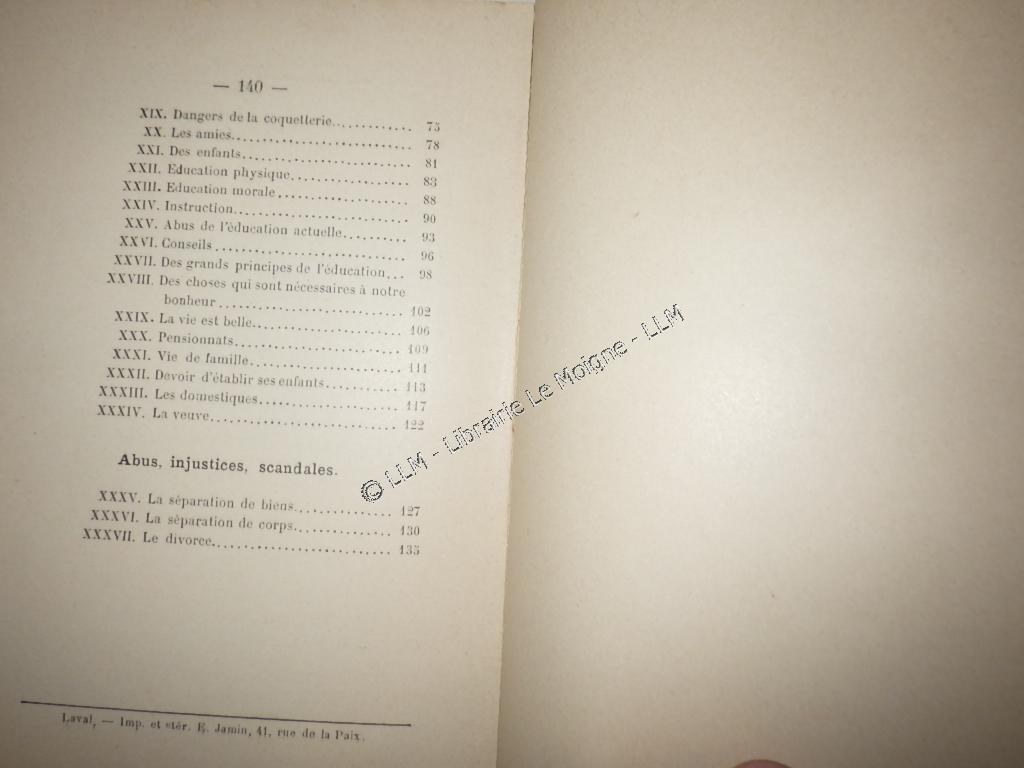 — 140 —
XIX. Dangers de la coquetterie............. 75
XX. Les amies............................ 78
XXI. Des enfants.......................... 81
XXII. Education physique................... 83
XXIII. Education morale..................... 88
XXIV. Instruction........................... 90
XXV. Abus de l'éducation actuelle........... 93
XXVI. Conseils.............................. 96
XXVII. Des grands principes de l'éducation... 98
XXVIII. Des choses qui sont nécessaires à notre
bonheur............................. 102
XXIX. La vie est belle....................... 106
XXX. Pensionnats.......................... 109
XXXI. Vie de famille........................ 111
XXXII. Devoir d'établir ses enfants............ 113
XXXIII. Les domestiques...................... 117
XXXIV. La veuve............................. 122
Abus, injustices, scandales.
XXXV. La séparation de biens................ 127
XXXVI. La séparation de corps................ 130
XXXVII. Le divorce............................ 135
Laval, — Imp. et stér. E. Jamin, 41, rue de la Paix.
© LLM - Librairie Le Moigne - LLM